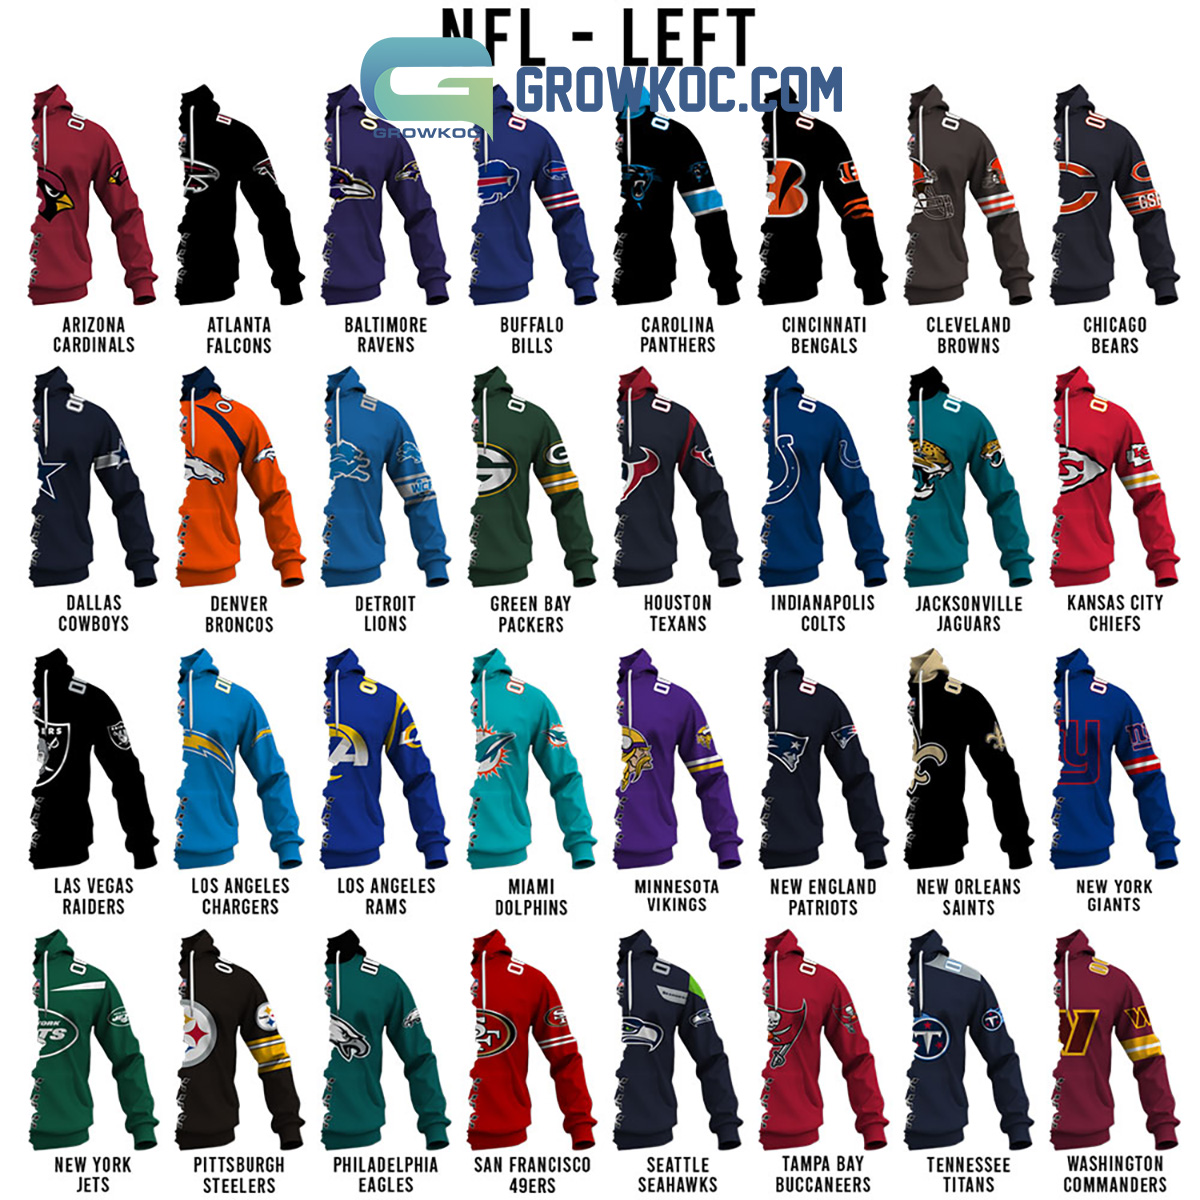 NFL - LEFT
GROWKOC.COM
GROWKOC
ARIZONA
CARDINALS
ATLANTA
FALCONS
BALTIMORE
RAVENS
BUFFALO
BILLS
CAROLINA
PANTHERS
CINCINNATI
BENGALS
CLEVELAND
BROWNS
CHICAGO
BEARS
DALLAS
COWBOYS
DENVER
BRONCOS
DETROIT
LIONS
GREEN BAY
PACKERS
HOUSTON
TEXANS
INDIANAPOLIS
COLTS
JACKSONVILLE
JAGUARS
KANSAS CITY
CHIEFS
LAS VEGAS
RAIDERS
LOS ANGELES
CHARGERS
LOS ANGELES
RAMS
MIAMI
DOLPHINS
MINNESOTA
VIKINGS
NEW ENGLAND
PATRIOTS
NEW ORLEANS
SAINTS
NEW YORK
GIANTS
NEW YORK
JETS
PITTSBURGH
STEELERS
PHILADELPHIA
EAGLES
SAN FRANCISCO
49ERS
SEATTLE
SEAHAWKS
TAMPA BAY
BUCCANEERS
TENNESSEE
TITANS
WASHINGTON
COMMANDERS